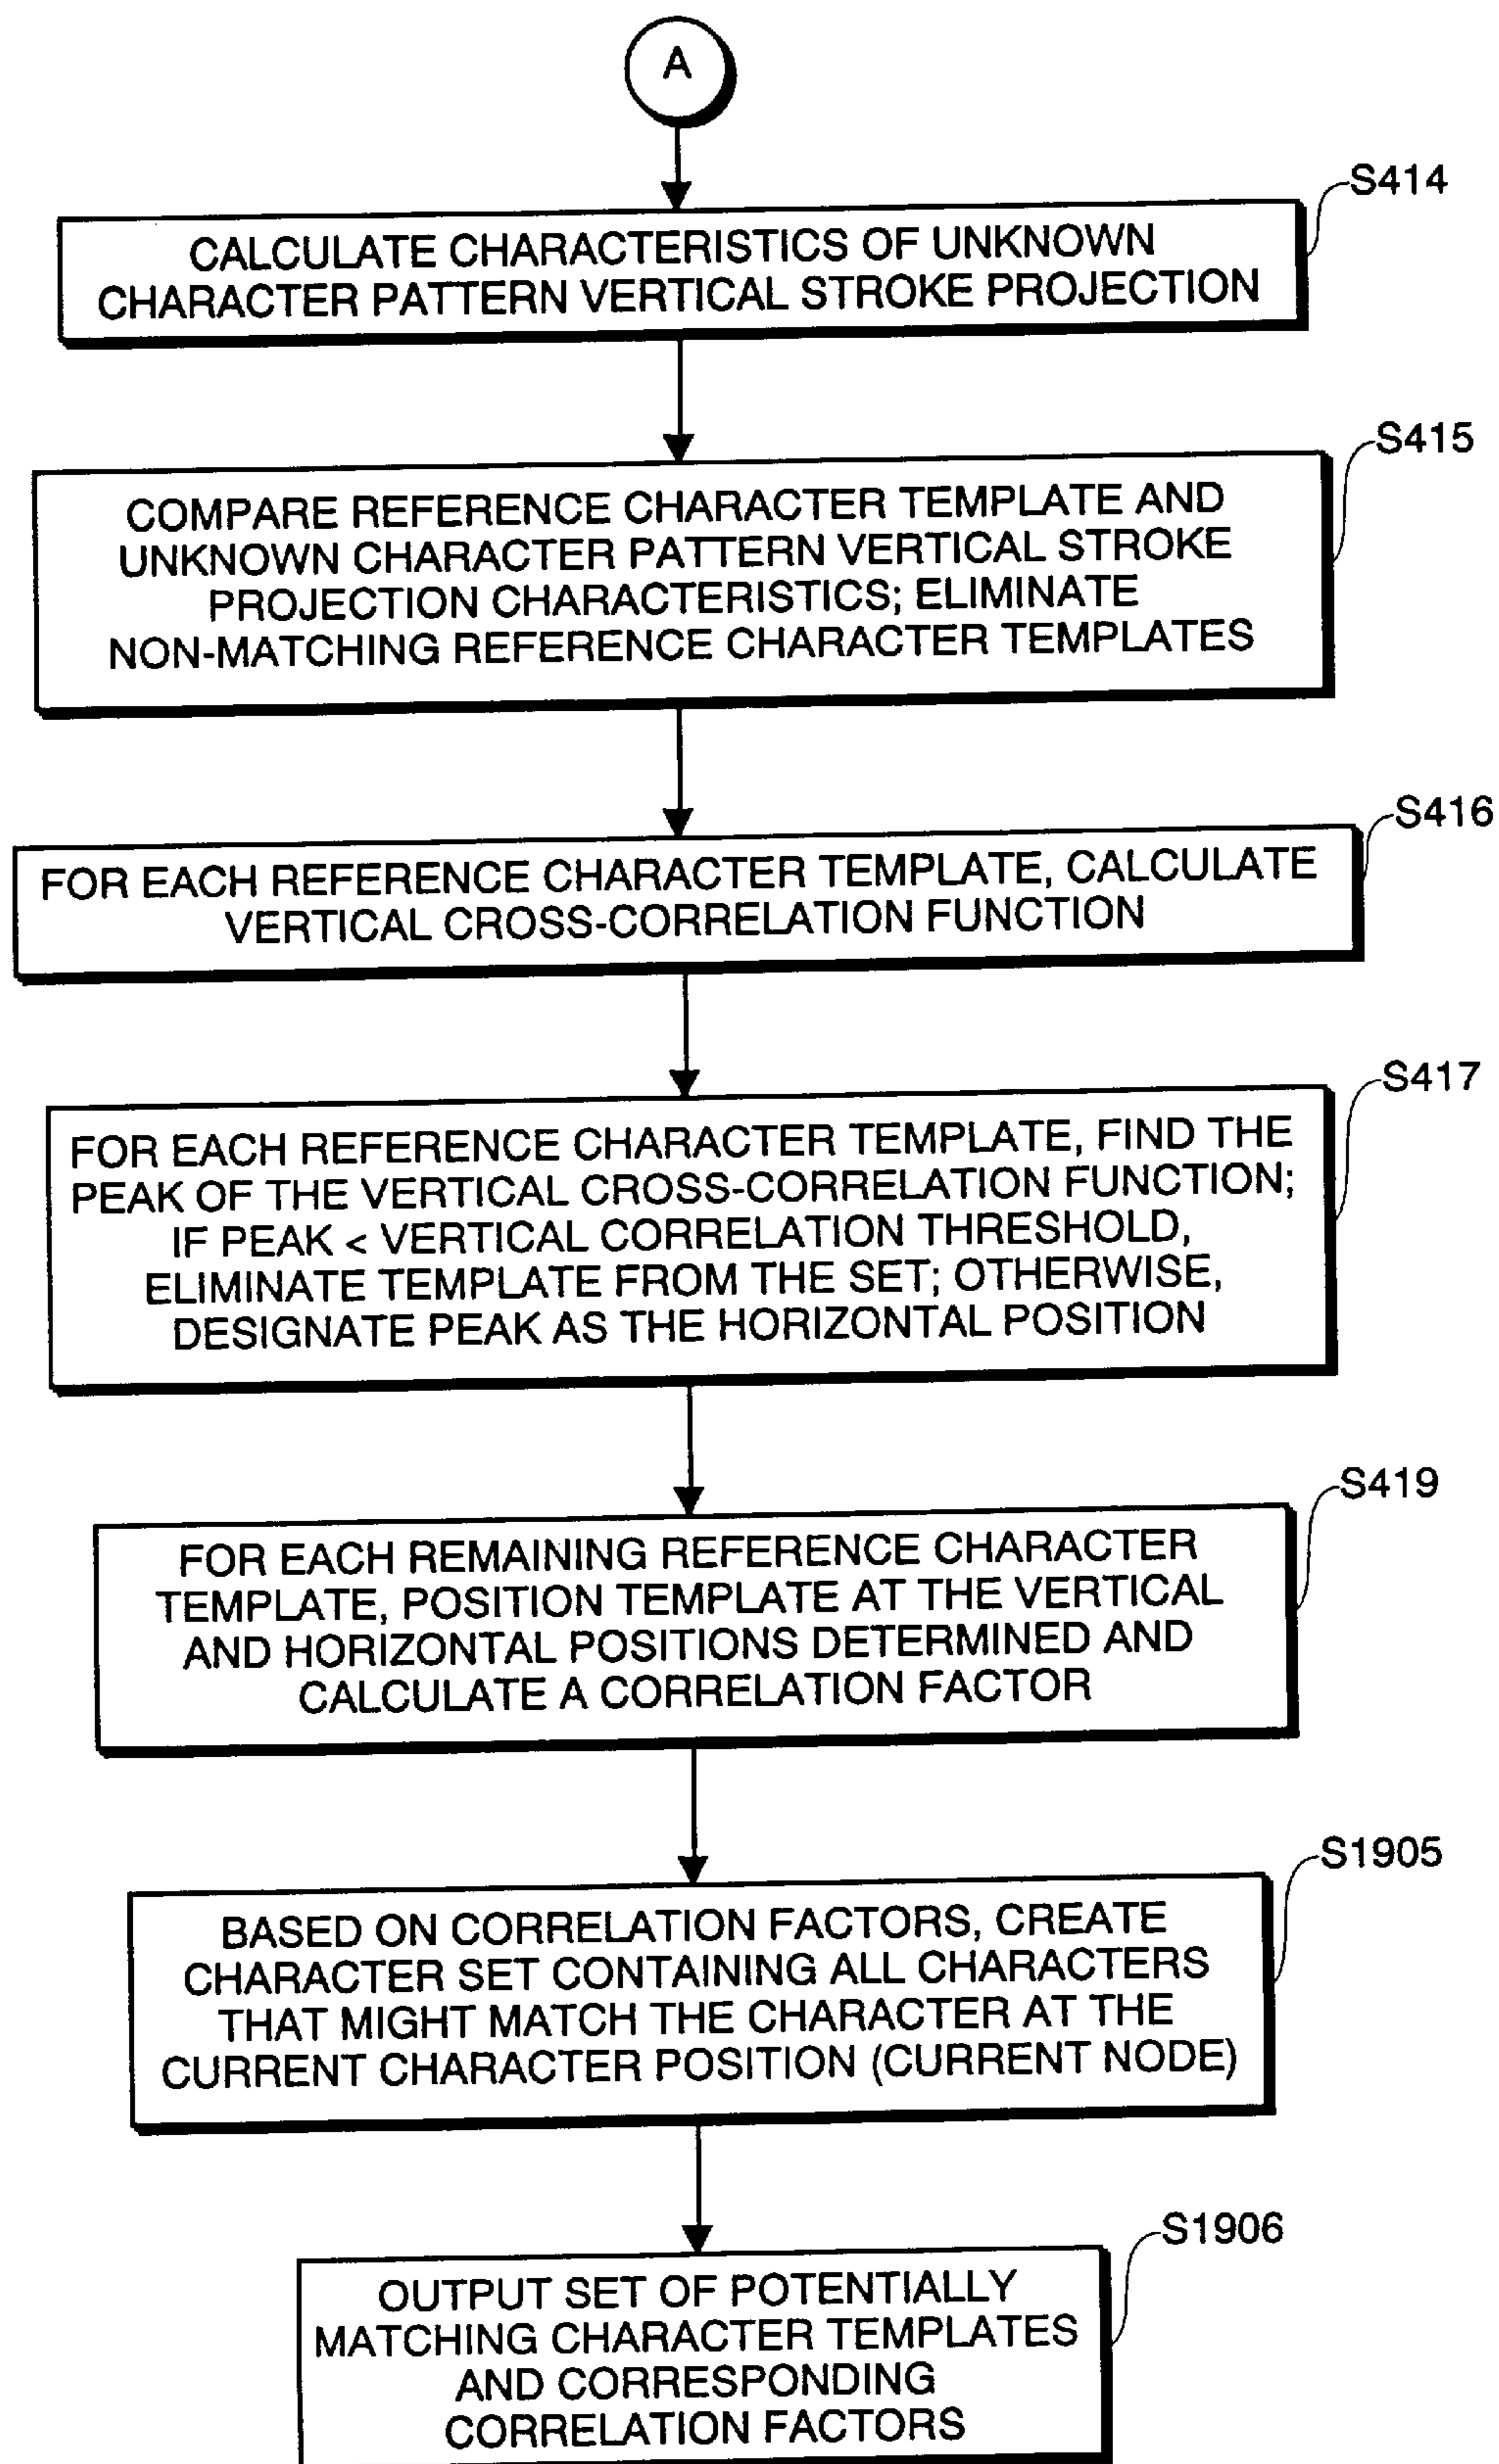 A
S414
CALCULATE CHARACTERISTICS OF UNKNOWN
CHARACTER PATTERN VERTICAL STROKE PROJECTION
S415
COMPARE REFERENCE CHARACTER TEMPLATE AND
UNKNOWN CHARACTER PATTERN VERTICAL STROKE
PROJECTION CHARACTERISTICS; ELIMINATE
NON-MATCHING REFERENCE CHARACTER TEMPLATES
S416
FOR EACH REFERENCE CHARACTER TEMPLATE, CALCULATE
VERTICAL CROSS-CORRELATION FUNCTION
S417
FOR EACH REFERENCE CHARACTER TEMPLATE, FIND THE
PEAK OF THE VERTICAL CROSS-CORRELATION FUNCTION;
IF PEAK < VERTICAL CORRELATION THRESHOLD,
ELIMINATE TEMPLATE FROM THE SET; OTHERWISE,
DESIGNATE PEAK AS THE HORIZONTAL POSITION
S419
FOR EACH REMAINING REFERENCE CHARACTER
TEMPLATE, POSITION TEMPLATE AT THE VERTICAL
AND HORIZONTAL POSITIONS DETERMINED AND
CALCULATE A CORRELATION FACTOR
S1905
BASED ON CORRELATION FACTORS, CREATE
CHARACTER SET CONTAINING ALL CHARACTERS
THAT MIGHT MATCH THE CHARACTER AT THE
CURRENT CHARACTER POSITION (CURRENT NODE)
S1906
OUTPUT SET OF POTENTIALLY
MATCHING CHARACTER TEMPLATES
AND CORRESPONDING
CORRELATION FACTORS